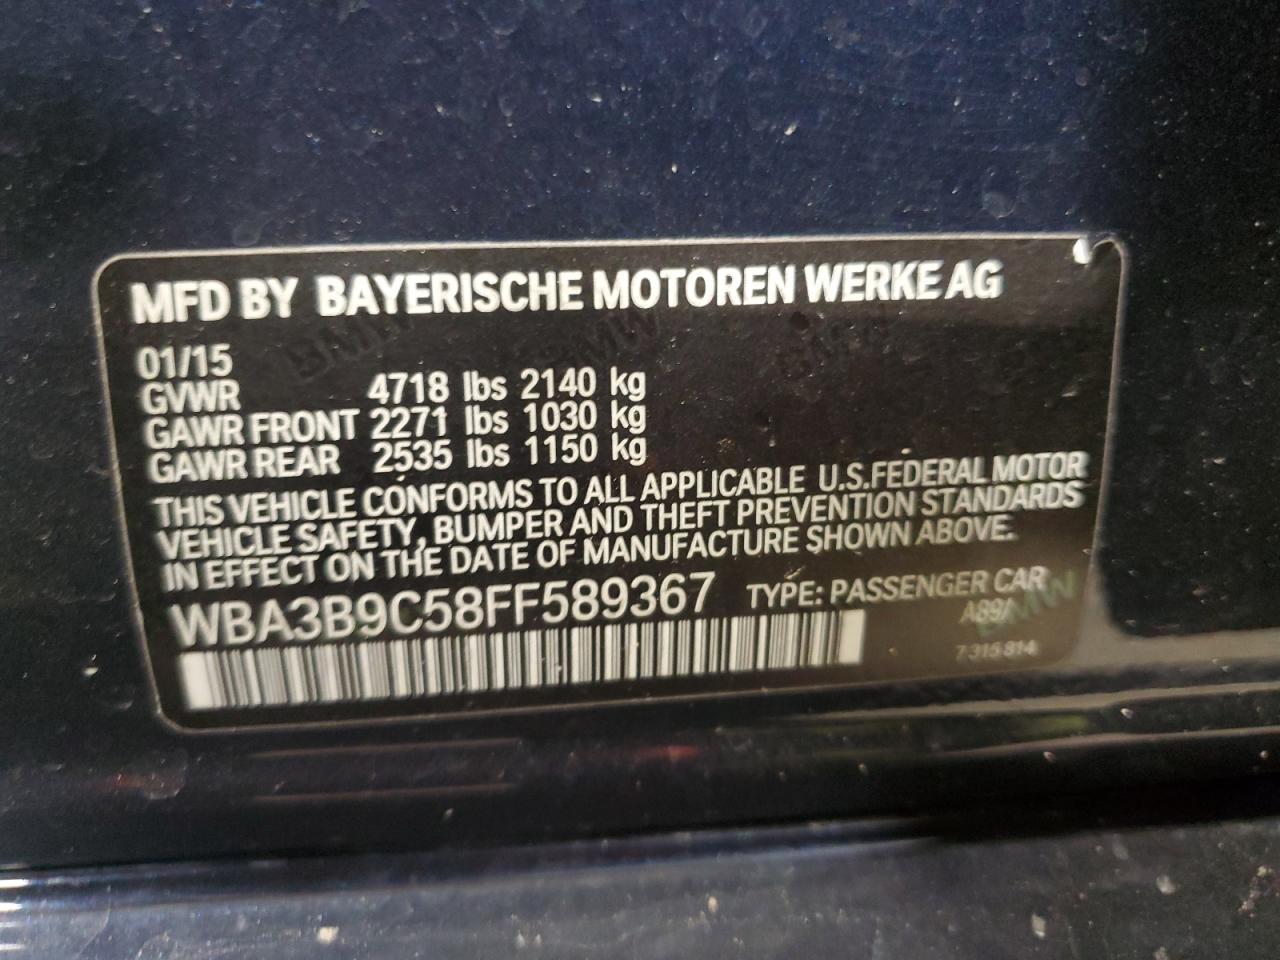 MFD BY BAYERISCHE MOTOREN WERKE AG
01/15
GVWR 4718 lbs 2140 kg
GAWR FRONT 2271 lbs 1030 kg
GAWR REAR 2535 lbs 1150 kg
THIS VEHICLE CONFORMS TO ALL APPLICABLE U.S.FEDERAL MOTOR
VEHICLE SAFETY, BUMPER AND THEFT PREVENTION STANDARDS
IN EFFECT ON THE DATE OF MANUFACTURE SHOWN ABOVE.
WBA3B9C58FF589367 TYPE: PASSENGER CAR
7 315 814